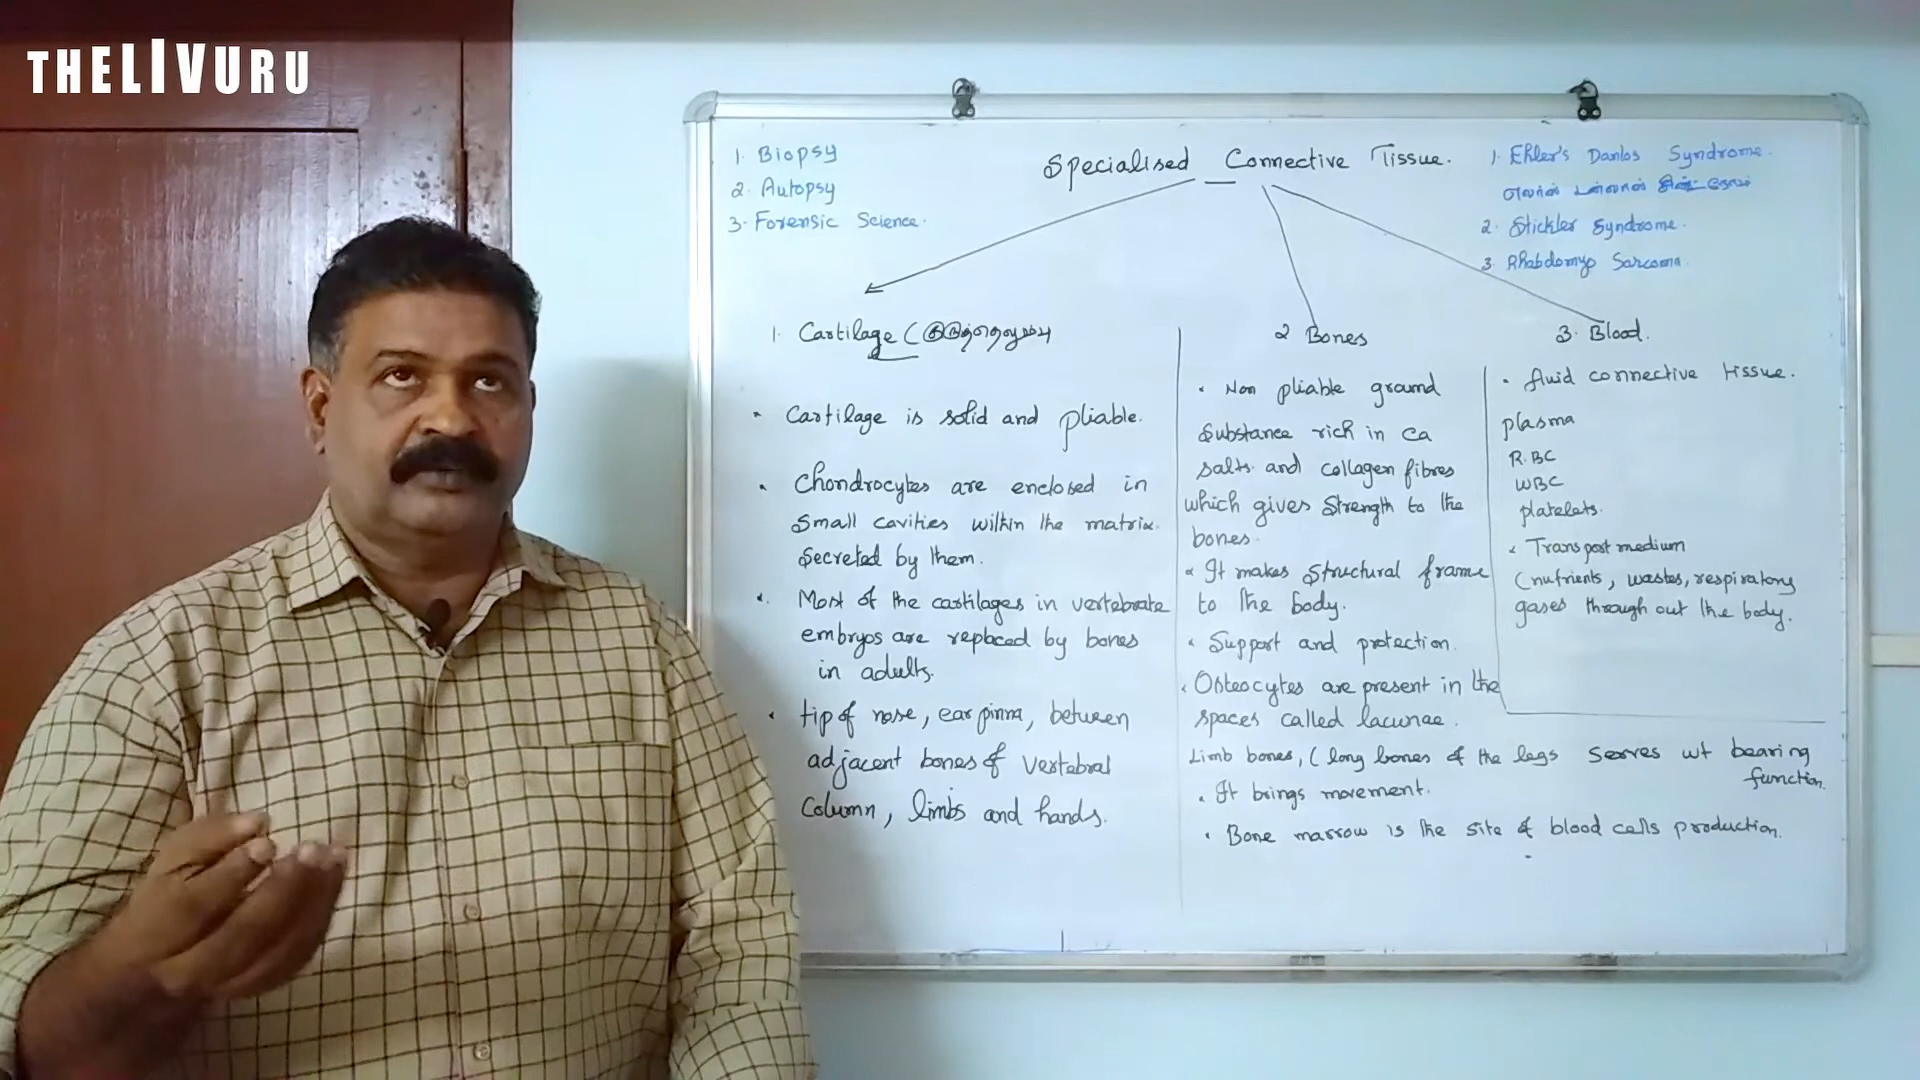 THELIVURU
1. Biopsy
2. Autopsy
3. Forensic Science.
Specialised Connective Tissue.
1. Ehler's Danlos Syndrome.
2. Stickler Syndrome.
3. Rhabdomyo Sarcoma.
1. Cartilage (
• Cartilage is solid and pliable.
• Chondrocytes are enclosed in
small cavities within the matrix.
secreted by them.
• Most of the cartilages in vertebrate
embryos are replaced by bones
in adults.
• tip of nose, ear pinna, between
adjacent bones of vertebral
column, limbs and hands.
2 Bones
• Non pliable ground
substance rich in ca
salts and collagen fibres
which gives strength to the
bones.
• It makes structural frame
to the body.
• Support and protection.
• Osteocytes are present in the
spaces called lacunae.
Limb bones, ( long bones of the legs serves wt bearing
function.
• It brings movement.
• Bone marrow is the site of blood cells production.
3. Blood.
• fluid connective tissue.
plasma
RBC
WBC
platelets.
• Transport medium
(nutrients, wastes, respiratory
gases through out the body.